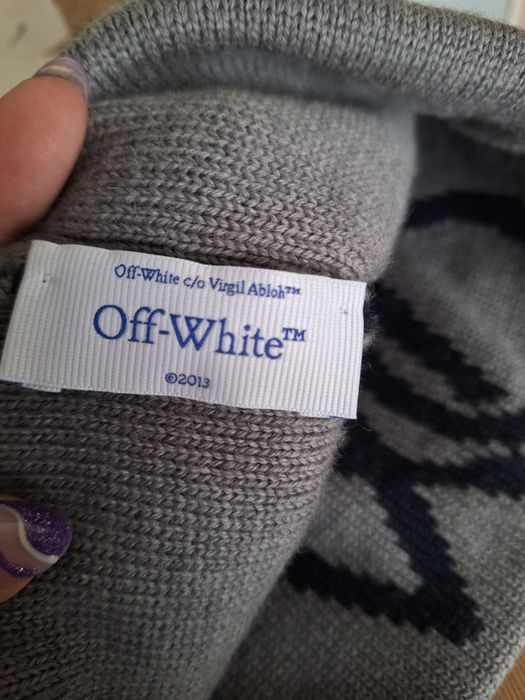 Off-White c/o Virgil Abloh™
Off-White™
©2013